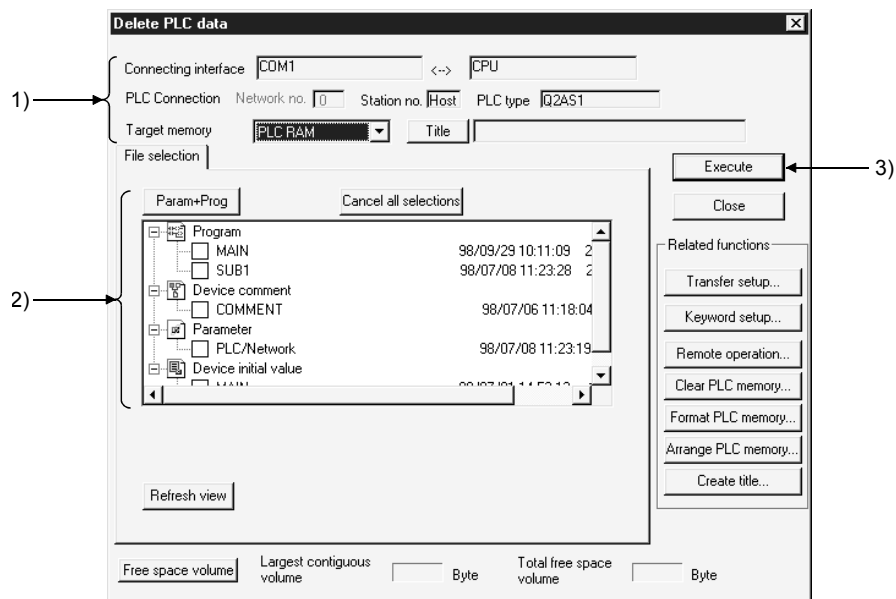 Delete PLC data
Connecting interface COM1 <--> CPU
1) PLC Connection Network no. 0 Station no. Host PLC type Q2AS1
Target memory PLC RAM Title
File selection
Execute 3)
Param+Prog Cancel all selections
Close
Program
MAIN 98/09/29 10:11:09 2
SUB1 98/07/08 11:23:28 2
Related functions
Transfer setup...
2) Device comment
COMMENT 98/07/06 11:18:04
Keyword setup...
Parameter
PLC/Network 98/07/08 11:23:19
Remote operation...
Device initial value
MAIN
Clear PLC memory...
Format PLC memory...
Arrange PLC memory...
Create title...
Refresh view
Free space volume Largest contiguous volume Byte Total free space volume Byte